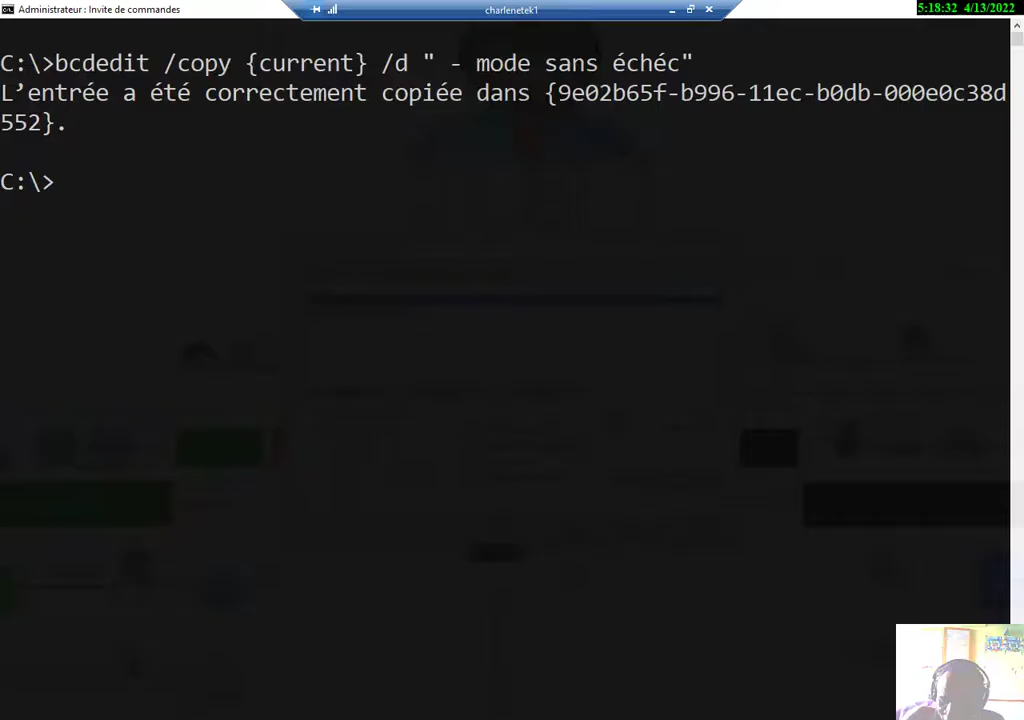 Administrateur : Invite de commandes
charlenetek1
5:18:32 4/13/2022
C:\>bcdedit /copy {current} /d " - mode sans échéc"
L’entrée a été correctement copiée dans {9e02b65f-b996-11ec-b0db-000e0c38d
552}.
C:\>